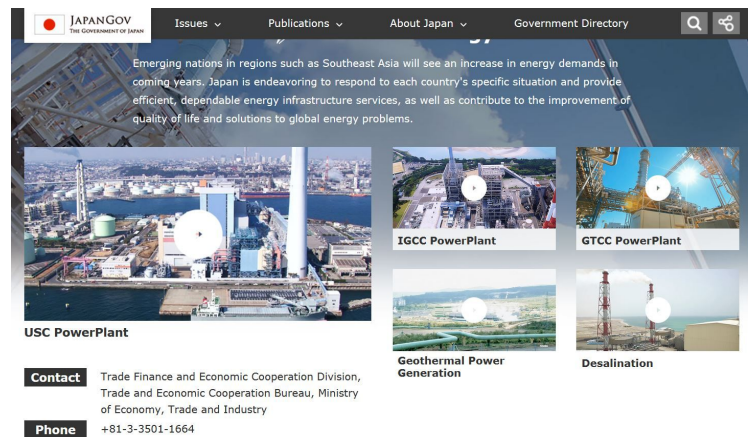 JAPANGOV
THE GOVERNMENT OF JAPAN
Issues
Publications
About Japan
Government Directory
Emerging nations in regions such as Southeast Asia will see an increase in energy demands in
coming years. Japan is endeavoring to respond to each country's specific situation and provide
efficient, dependable energy infrastructure services, as well as contribute to the improvement of
quality of life and solutions to global energy problems.
USC PowerPlant
IGCC PowerPlant
GTCC PowerPlant
Geothermal Power
Generation
Desalination
Contact
Trade Finance and Economic Cooperation Division,
Trade and Economic Cooperation Bureau, Ministry
of Economy, Trade and Industry
Phone
+81-3-3501-1664